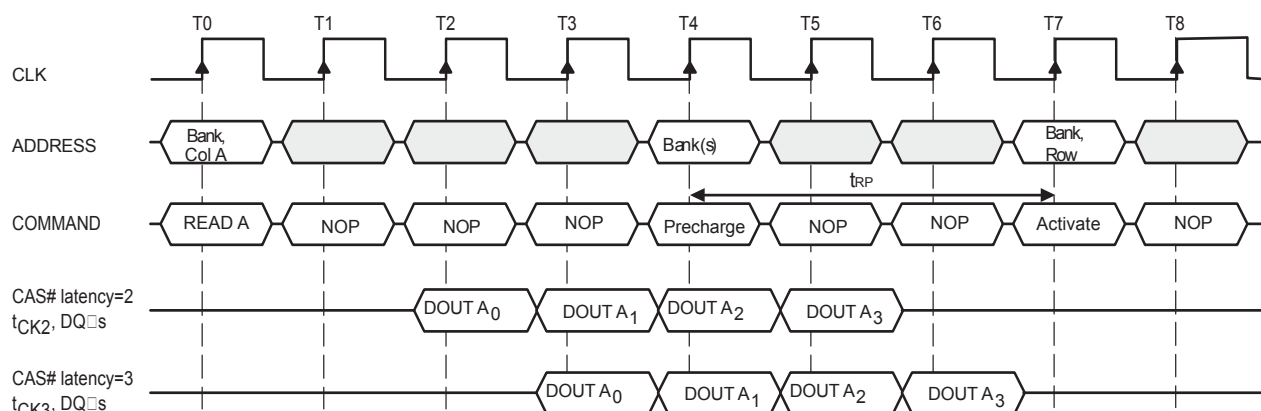 T0 T1 T2 T3 T4 T5 T6 T7 T8
CLK
ADDRESS Bank, Col A Bank(s) Bank, Row
tRP
COMMAND READ A NOP NOP NOP Precharge NOP NOP Activate NOP
CAS# latency=2
tCK2, DQ□s DOUT A0 DOUT A1 DOUT A2 DOUT A3
CAS# latency=3
tCK3, DQ□s DOUT A0 DOUT A1 DOUT A2 DOUT A3